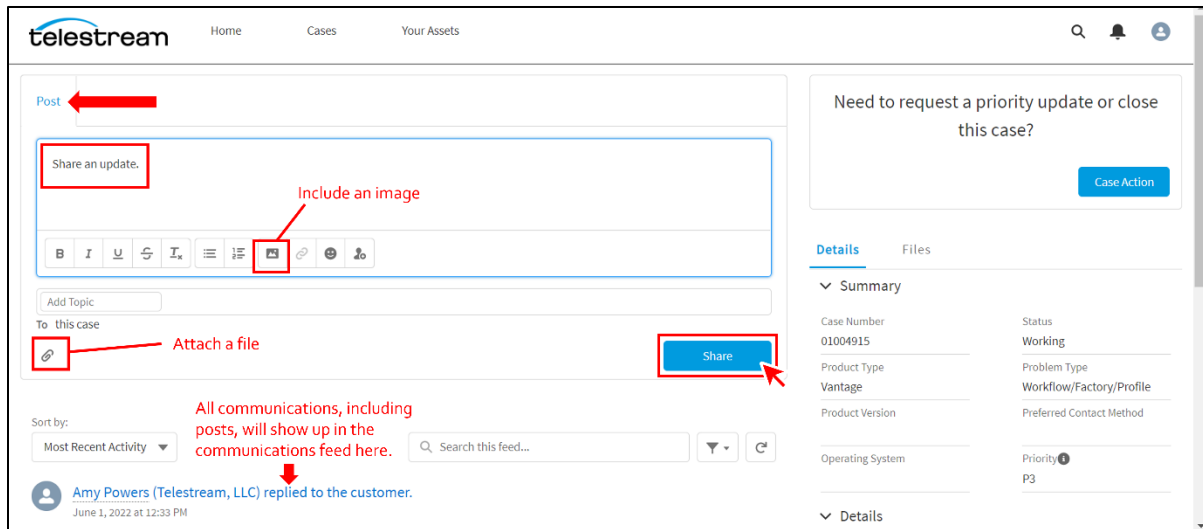 telestream
Home
Cases
Your Assets
Post
Share an update.
Include an image
B I U S Tx
Add Topic
To this case
Attach a file
Share
All communications, including
posts, will show up in the
communications feed here.
Sort by:
Most Recent Activity
Search this feed...
Amy Powers (Telestream, LLC) replied to the customer.
June 1, 2022 at 12:33 PM
Need to request a priority update or close
this case?
Case Action
Details
Files
Summary
Case Number
01004915
Status
Working
Product Type
Vantage
Problem Type
Workflow/Factory/Profile
Product Version
Preferred Contact Method
Operating System
Priority
P3
Details